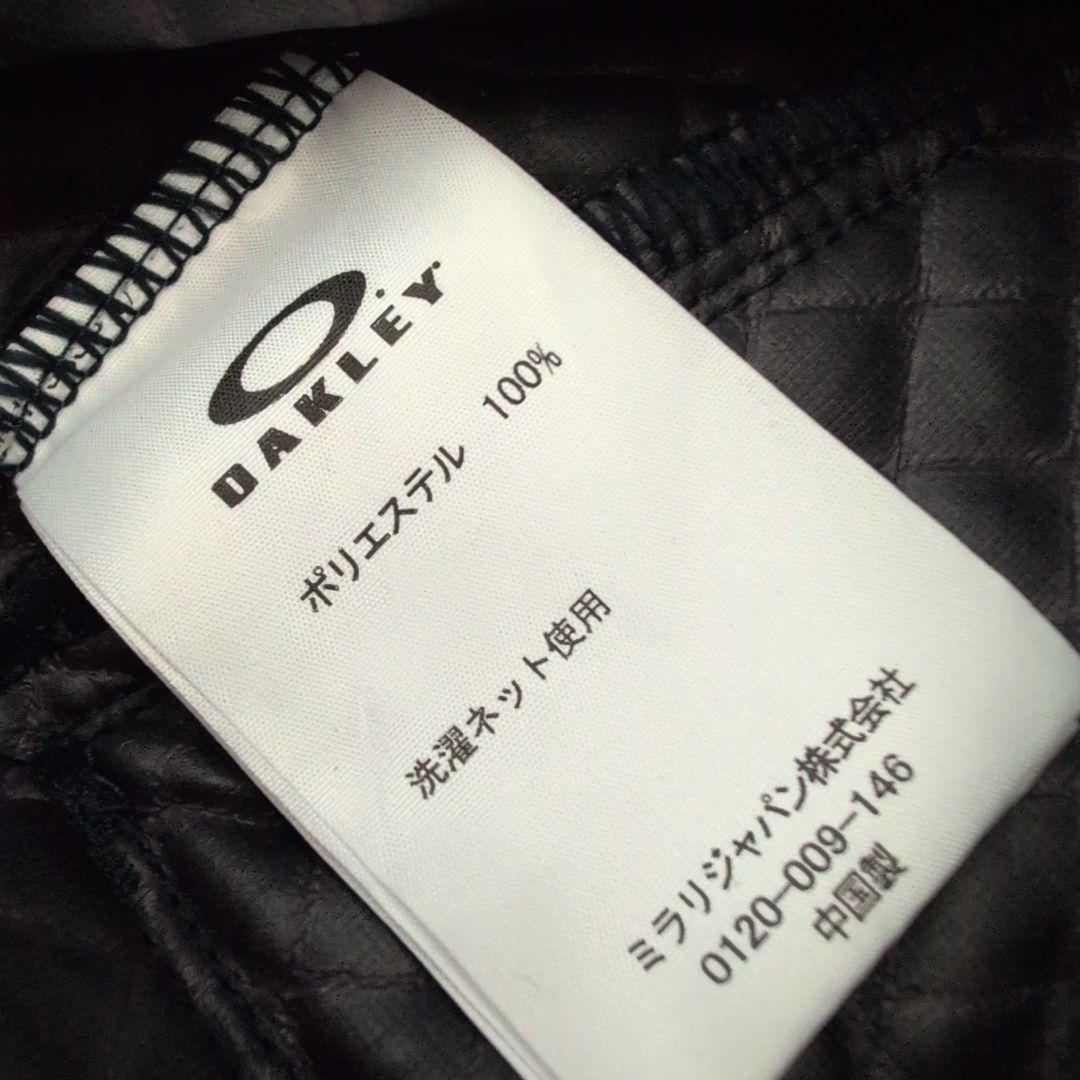 OAKLEY
ポリエステル 100%
洗濯ネット使用
ミラリジャパン株式会社
0120-009-146
中国製